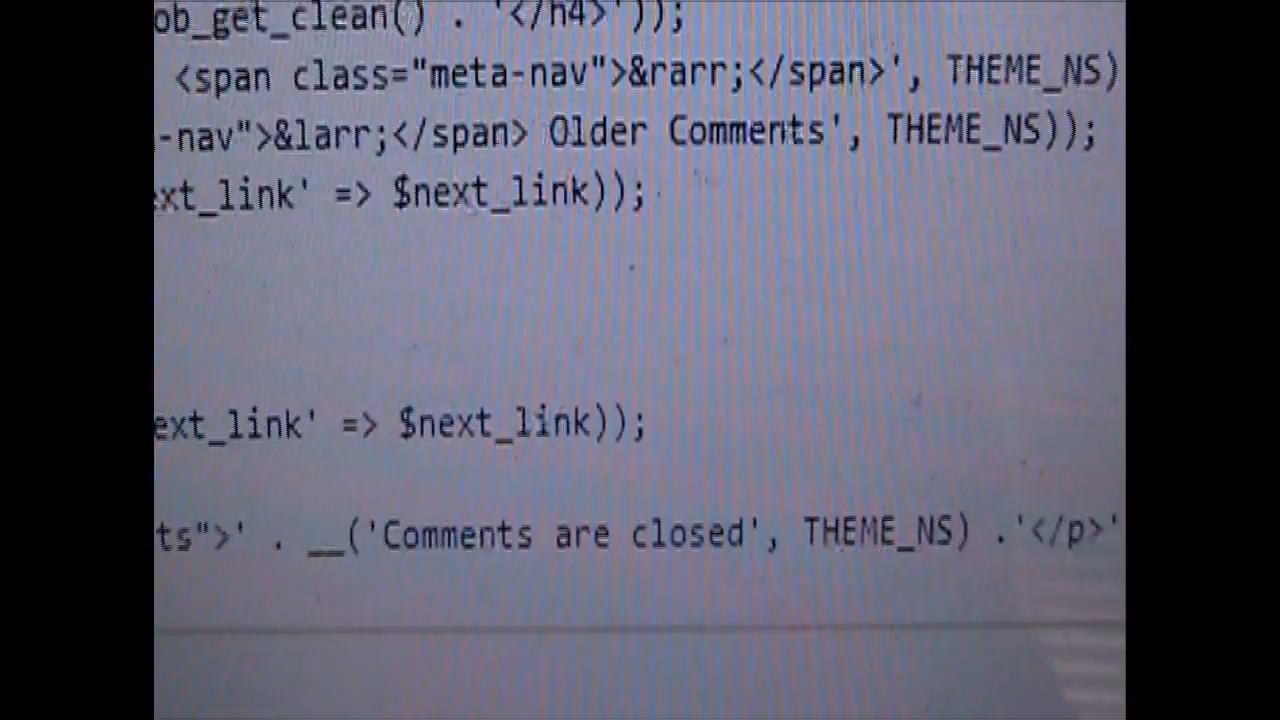 ob_get_clean() . '</h4>'));
<span class="meta-nav">&rarr;</span>', THEME_NS)
-nav">&larr;</span> Older Comments', THEME_NS));
ext_link' => $next_link));
ext_link' => $next_link));
ts">' . __('Comments are closed', THEME_NS) .'</p>'